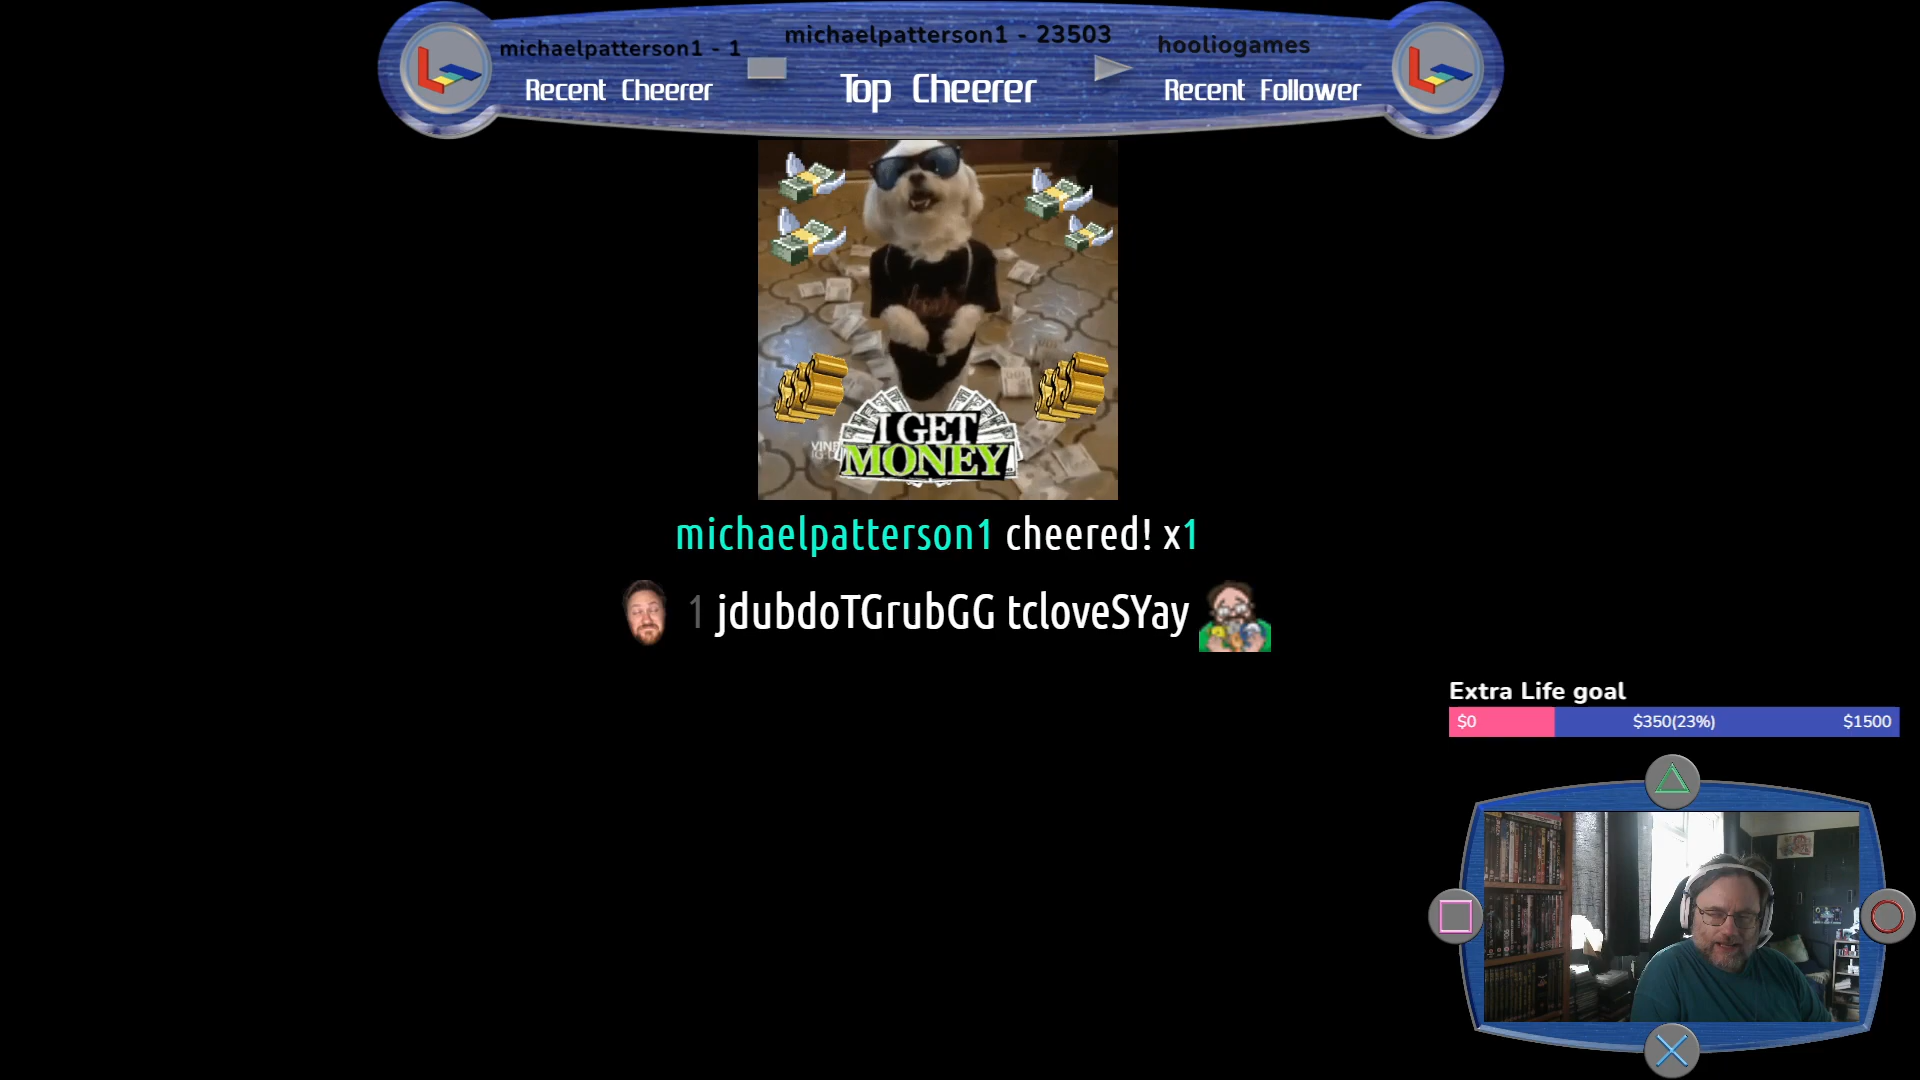 michaelpatterson1 - 1
Recent Cheerer
michaelpatterson1 - 23503
Top Cheerer
hooliogames
Recent Follower
I GET
MONEY
michaelpatterson1 cheered! x1
1 jdubdoTGrubGG tcloveSYay
Extra Life goal
$0 $350(23%) $1500